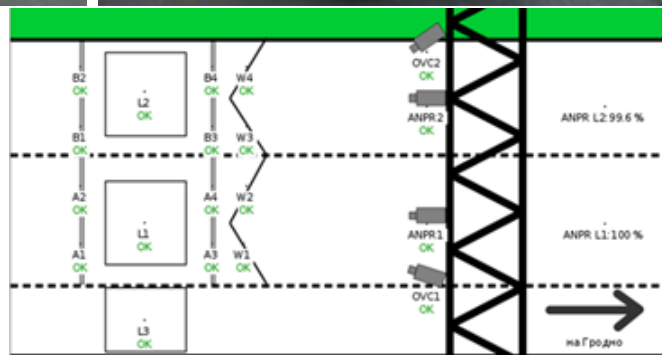 OVC2
OK
B2
OK
B4
OK
W4
OK
L2
OK
ANPR2
OK
ANPR L2:99.6 %
B1
OK
B3
OK
W3
OK
A2
OK
A4
OK
W2
OK
L1
OK
ANPR1
OK
ANPR L1:100 %
A1
OK
A3
OK
W1
OK
OVC1
OK
L3
OK
на Гродно